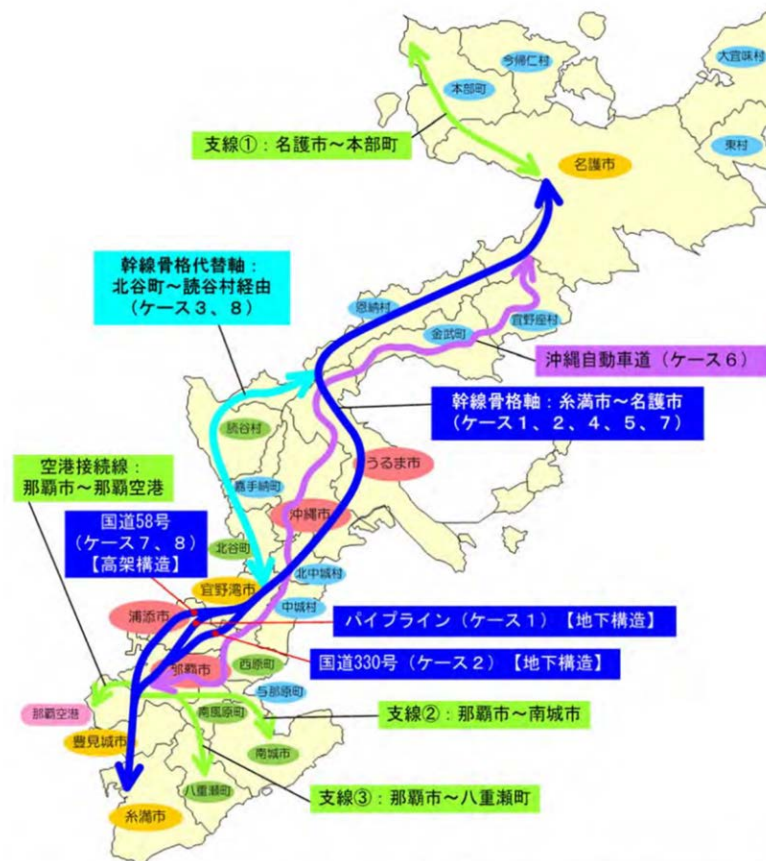 今帰仁村
大宜味村
本部町
東村
支線①：名護市～本部町
名護市
幹線骨格代替軸：
北谷町～読谷村経由
（ケース３、８）
恩納村
宜野座村
金武町
沖縄自動車道（ケース６）
幹線骨格軸：糸満市～名護市
（ケース１、２、４、５、７）
読谷村
うるま市
空港接続線：
那覇市～那覇空港
嘉手納町
沖縄市
国道58号
（ケース７、８）
【高架構造】
北谷町
北中城村
宜野湾市
中城村
浦添市
パイプライン（ケース１）【地下構造】
国道330号（ケース２）【地下構造】
那覇市
西原町
与那原町
那覇空港
南風原町
支線②：那覇市～南城市
豊見城市
南城市
八重瀬町
支線③：那覇市～八重瀬町
糸満市